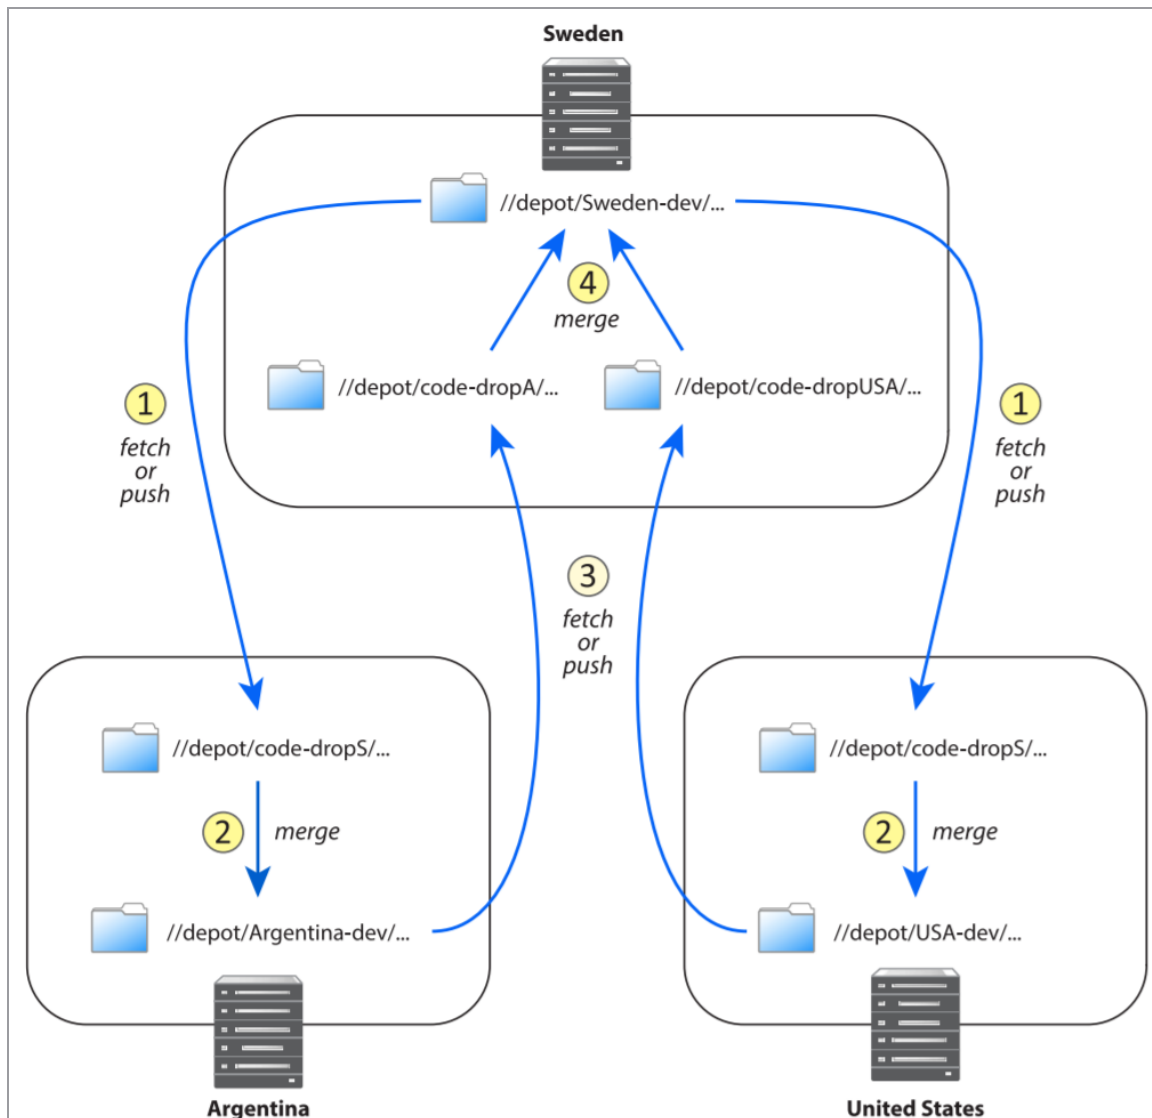 Sweden
//depot/Sweden-dev/...
4
merge
//depot/code-dropA/...
//depot/code-dropUSA/...
1
fetch
or
push
1
fetch
or
push
3
fetch
or
push
//depot/code-dropS/...
//depot/code-dropS/...
2
merge
2
merge
//depot/Argentina-dev/...
//depot/USA-dev/...
Argentina
United States